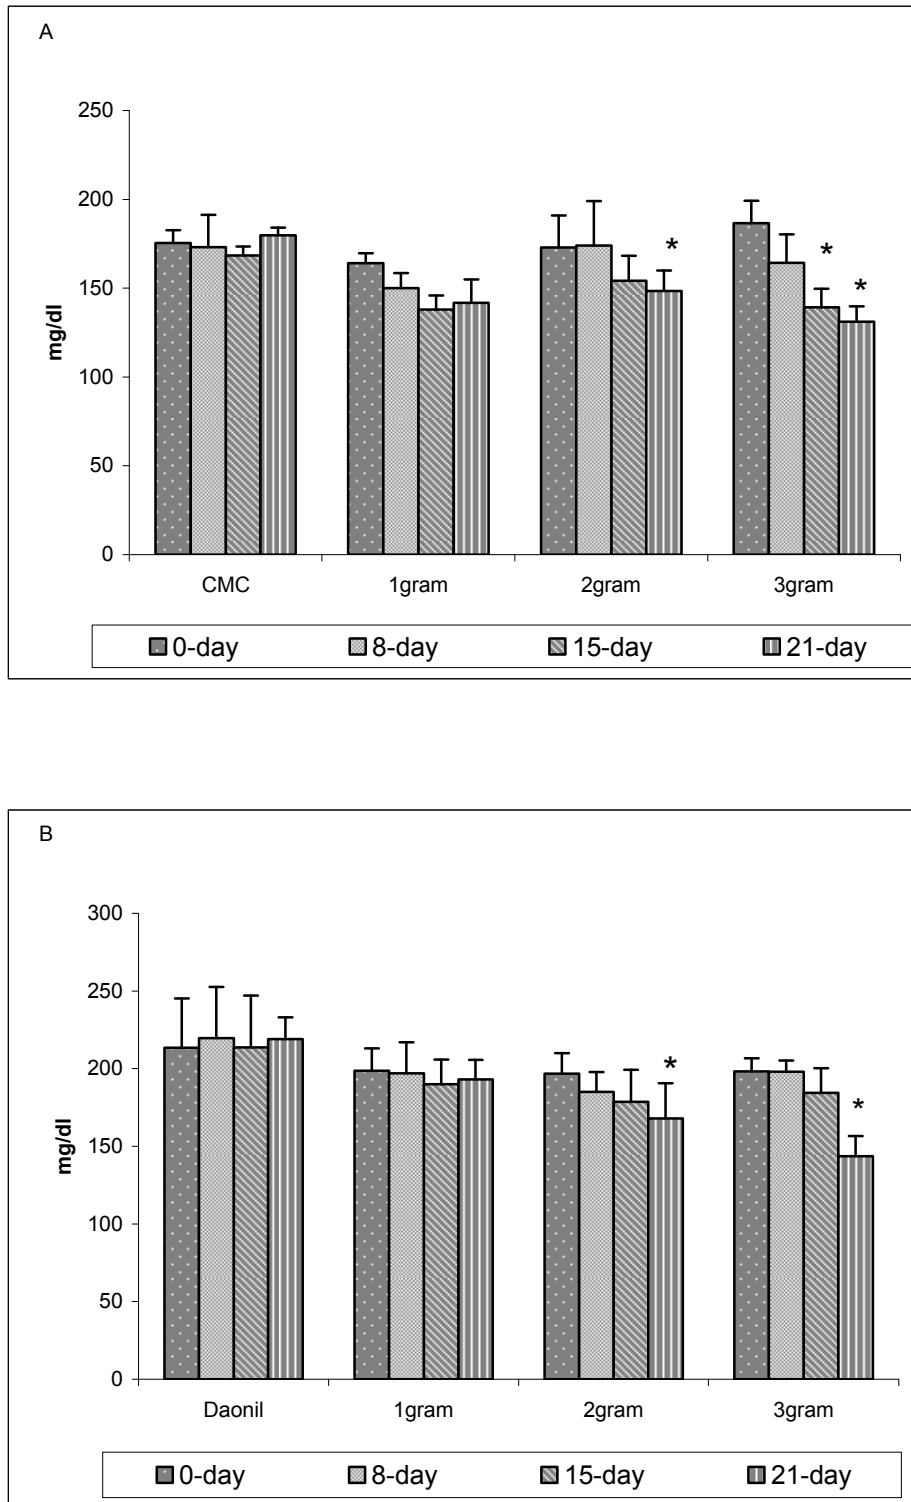 A
250
200
150
100
50
0
mg/dl
* * *
CMC 1gram 2gram 3gram
0-day 8-day 15-day 21-day
B
300
250
200
150
100
50
0
mg/dl
* *
Daonil 1gram 2gram 3gram
0-day 8-day 15-day 21-day